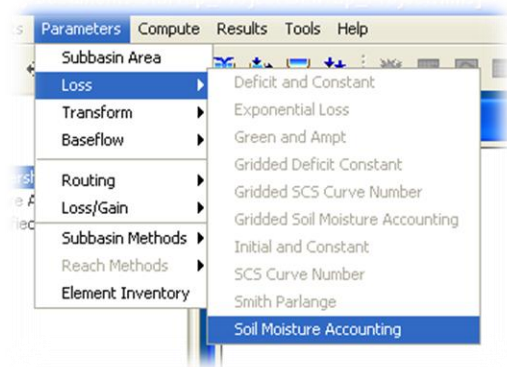 Parameters Compute Results Tools Help
Subbasin Area
Loss
Transform
Baseflow
Routing
Loss/Gain
Subbasin Methods
Reach Methods
Element Inventory
Deficit and Constant
Exponential Loss
Green and Ampt
Gridded Deficit Constant
Gridded SCS Curve Number
Gridded Soil Moisture Accounting
Initial and Constant
SCS Curve Number
Smith Parlange
Soil Moisture Accounting